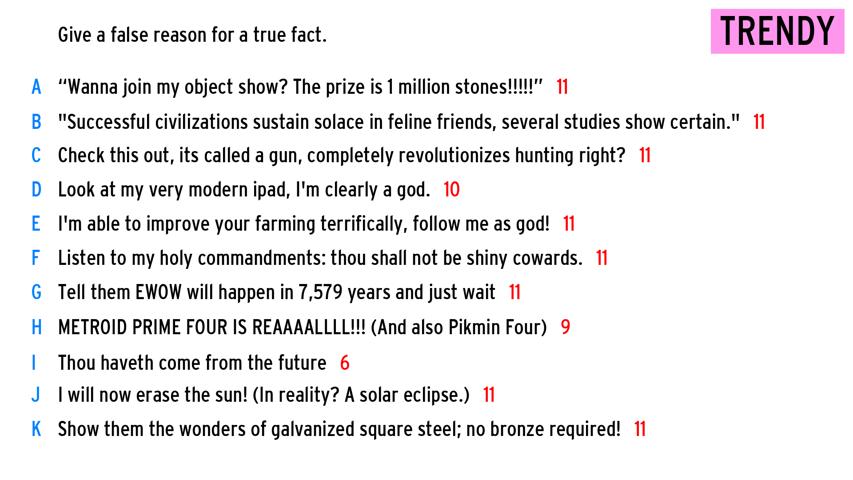 Give a false reason for a true fact.
TRENDY
A “Wanna join my object show? The prize is 1 million stones!!!!!” 11
B "Successful civilizations sustain solace in feline friends, several studies show certain." 11
C Check this out, its called a gun, completely revolutionizes hunting right? 11
D Look at my very modern ipad, I'm clearly a god. 10
E I'm able to improve your farming terrifically, follow me as god! 11
F Listen to my holy commandments: thou shall not be shiny cowards. 11
G Tell them EWOW will happen in 7,579 years and just wait 11
H METROID PRIME FOUR IS REAAAALLLL!!! (And also Pikmin Four) 9
I Thou haveth come from the future 6
J I will now erase the sun! (In reality? A solar eclipse.) 11
K Show them the wonders of galvanized square steel; no bronze required! 11